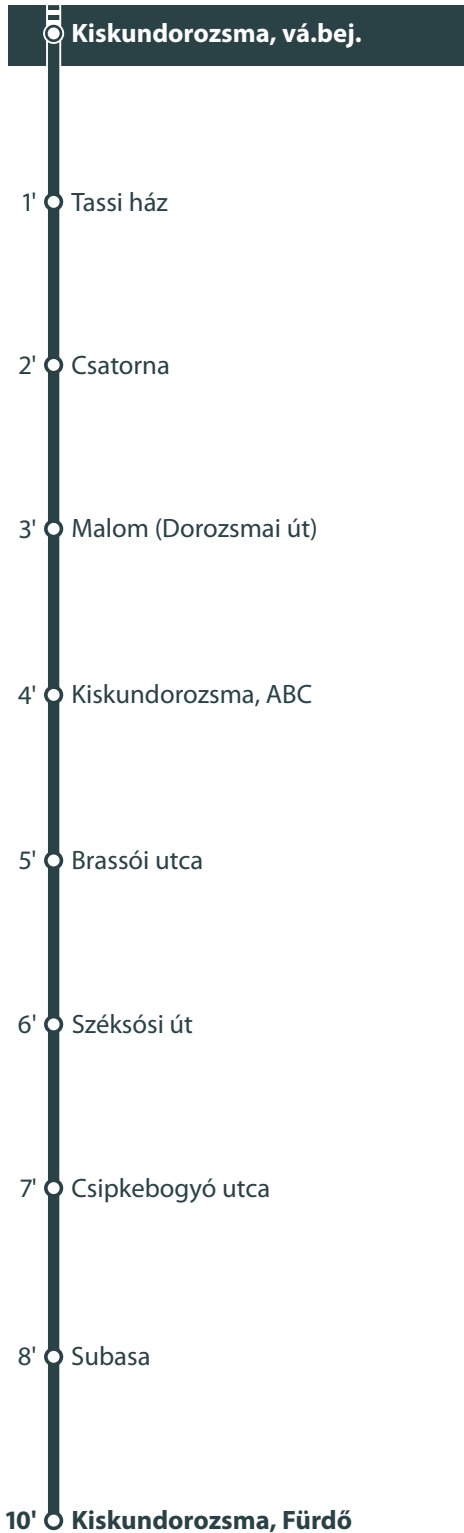 Kiskundorozsma, vá.bej.
1' Tassi ház
2' Csatorna
3' Malom (Dorozsmai út)
4' Kiskundorozsma, ABC
5' Brassói utca
6' Széksósi út
7' Csipkebogyó utca
8' Subasa
10' Kiskundorozsma, Fürdő